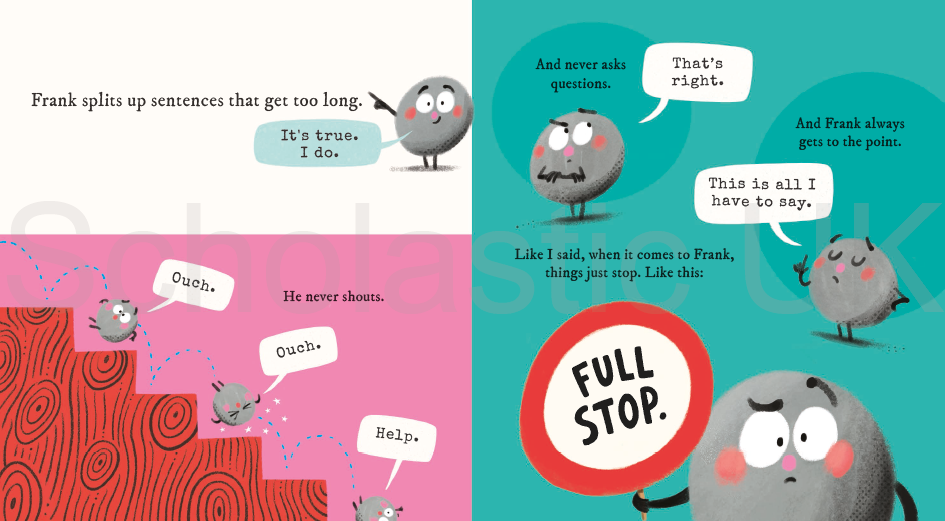 Frank splits up sentences that get too long.
It's true.
I do.
He never shouts.
Ouch.
Ouch.
Help.
And never asks
questions.
That's
right.
And Frank always
gets to the point.
This is all I
have to say.
Like I said, when it comes to Frank,
things just stop. Like this:
FULL
STOP.
Scholastic UK